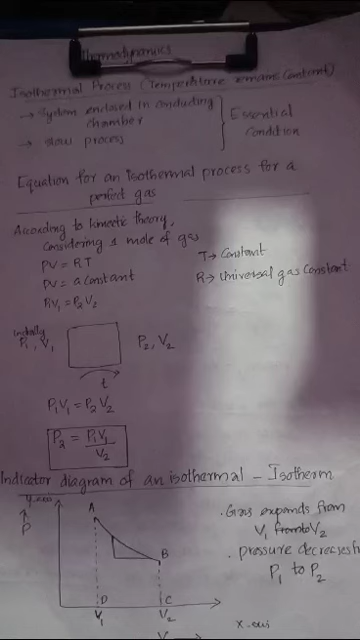 Thermodynamics
Isothermal Process (Temperature remains Constant)
→ System enclosed in conducting chamber
→ slow process
Essential Condition
Equation for an isothermal process for a
perfect gas
According to kinetic theory,
Considering 1 mole of gas
PV = RT
T → Constant
PV = a constant
R → Universal gas Constant
P₁V₁ = P₂V₂
Initially
P₁, V₁
P₂, V₂
t
P₁V₁ = P₂V₂
P₂ = P₁V₁ / V₂
Indicator diagram of an isothermal - Isotherm
y-axis
↑ P
A
B
D
C
V₁
V₂
x-axis
V →
. Gas expands from
V₁ to V₂
. pressure decreases
P₁ to P₂